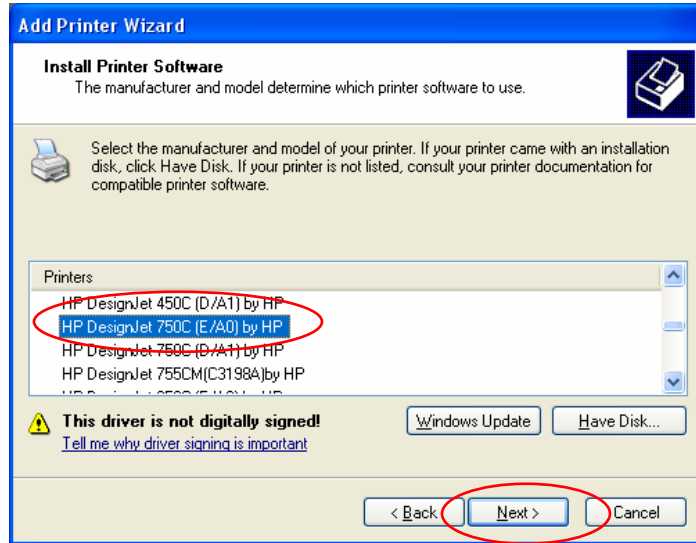 Add Printer Wizard
Install Printer Software
The manufacturer and model determine which printer software to use.
Select the manufacturer and model of your printer. If your printer came with an installation
disk, click Have Disk. If your printer is not listed, consult your printer documentation for
compatible printer software.
Printers
HP DesignJet 450C (D/A1) by HP
HP DesignJet 750C (E/A0) by HP
HP DesignJet 750C (D/A1) by HP
HP DesignJet 755CM(C3198A)by HP
This driver is not digitally signed!
Windows Update
Have Disk...
Tell me why driver signing is important
< Back
Next >
Cancel